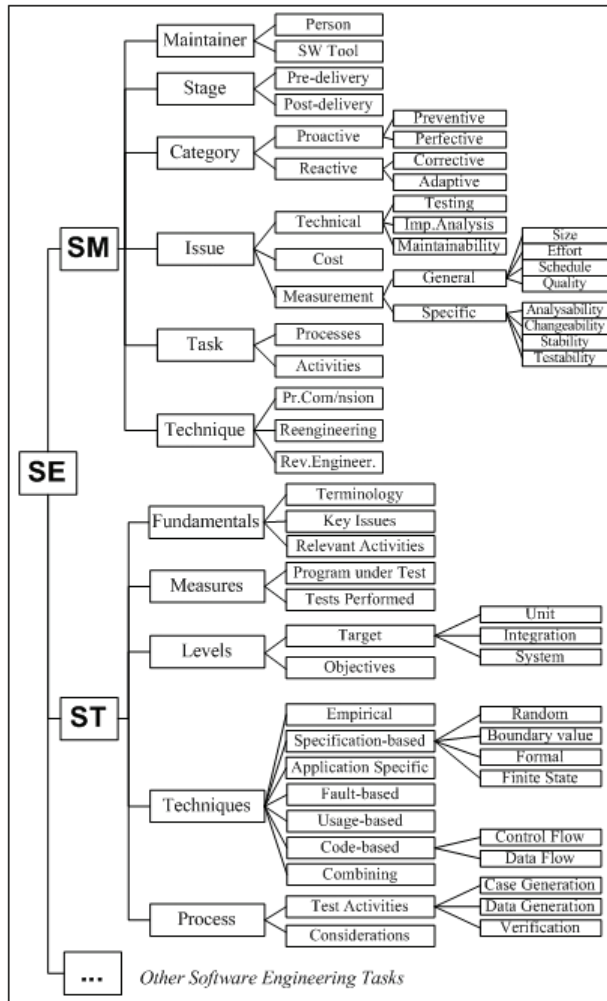 Person
Maintainer
SW Tool
Pre-delivery
Stage
Post-delivery
Preventive
Proactive
Perfective
Category
Corrective
Reactive
Adaptive
Testing
Technical
Imp.Analysis
Maintainability
SM
Issue
Cost
Size
Effort
General
Schedule
Measurement
Quality
Specific
Analysability
Changeability
Stability
Testability
Processes
Task
Activities
Pr.Com/nsion
Technique
Reengineering
Rev.Engineer.
SE
Terminology
Fundamentals
Key Issues
Relevant Activities
Program under Test
Measures
Tests Performed
Unit
Target
Integration
Levels
System
Objectives
ST
Empirical
Random
Specification-based
Boundary value
Application Specific
Formal
Finite State
Techniques
Fault-based
Usage-based
Control Flow
Code-based
Data Flow
Combining
Case Generation
Test Activities
Data Generation
Process
Verification
Considerations
... Other Software Engineering Tasks